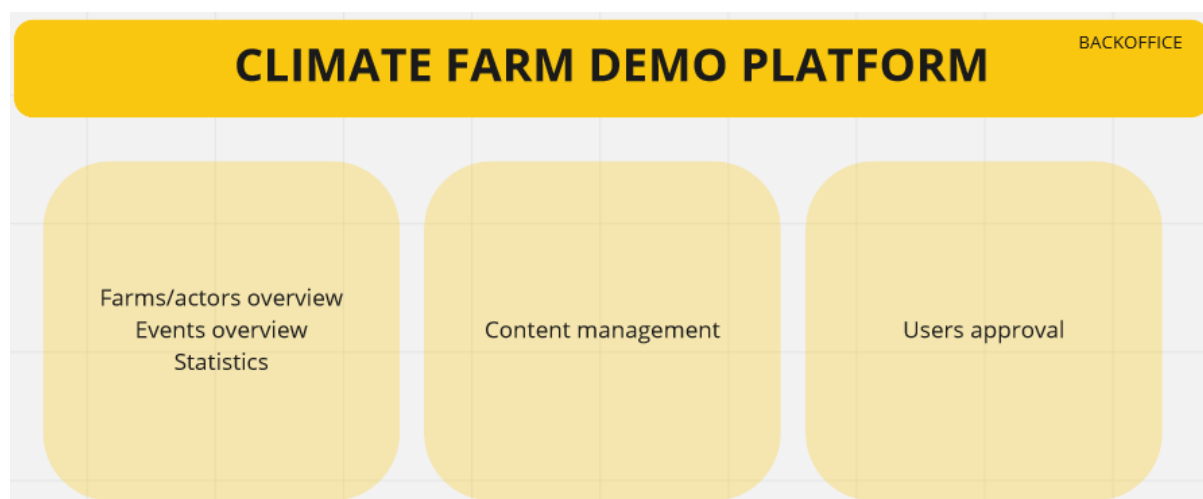 CLIMATE FARM DEMO PLATFORM
BACKOFFICE
Farms/actors overview
Events overview
Statistics
Content management
Users approval